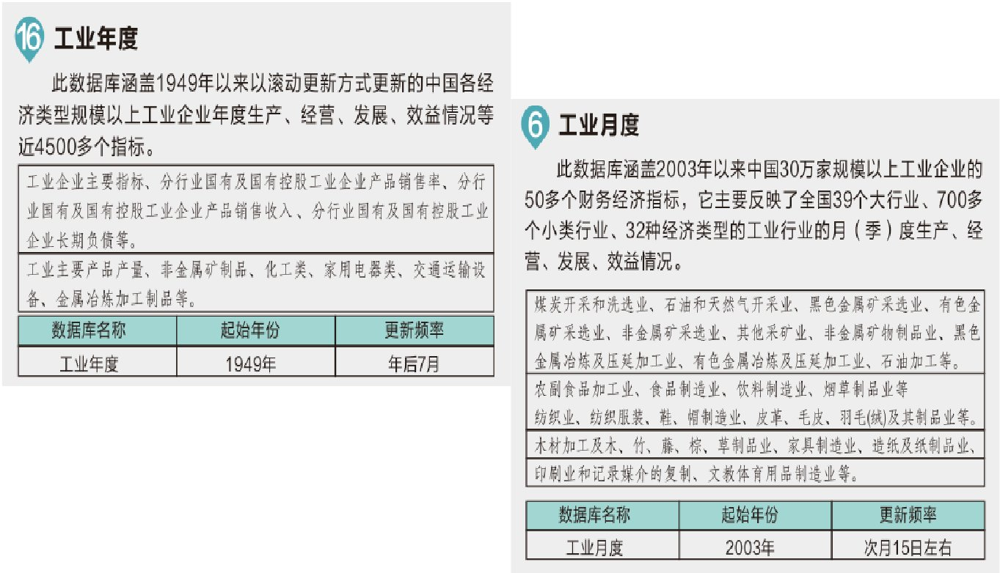 16 工业年度
此数据库涵盖1949年以来以滚动更新方式更新的中国各经
济类型规模以上工业企业年度生产、经营、发展、效益情况等
近4500多个指标。
工业企业主要指标、分行业国有及国有控股工业企业产品销售率、分行
业国有及国有控股工业企业产品销售收入、分行业国有及国有控股工业
企业长期负债等。
工业主要产品产量、非金属矿制品、化工类、家用电器类、交通运输设
备、金属冶炼加工制品等。
数据库名称 起始年份 更新频率
工业年度 1949年 年后7月
6 工业月度
此数据库涵盖2003年以来中国30万家规模以上工业企业的
50多个财务经济指标，它主要反映了全国39个大行业、700多
个小类行业、32种经济类型的工业行业的月（季）度生产、经
营、发展、效益情况。
煤炭开采和洗选业、石油和天然气开采业、黑色金属矿采选业、有色金
属矿采选业、非金属矿采选业、其他采矿业、非金属矿物制品业、黑色
金属冶炼及压延加工业、有色金属冶炼及压延加工业、石油加工等。
农副食品加工业、食品制造业、饮料制造业、烟草制品业等
纺织业、纺织服装、鞋、帽制造业、皮革、毛皮、羽毛(绒)及其制品业等。
木材加工及木、竹、藤、棕、草制品业、家具制造业、造纸及纸制品业、
印刷业和记录媒介的复制、文教体育用品制造业等。
数据库名称 起始年份 更新频率
工业月度 2003年 次月15日左右